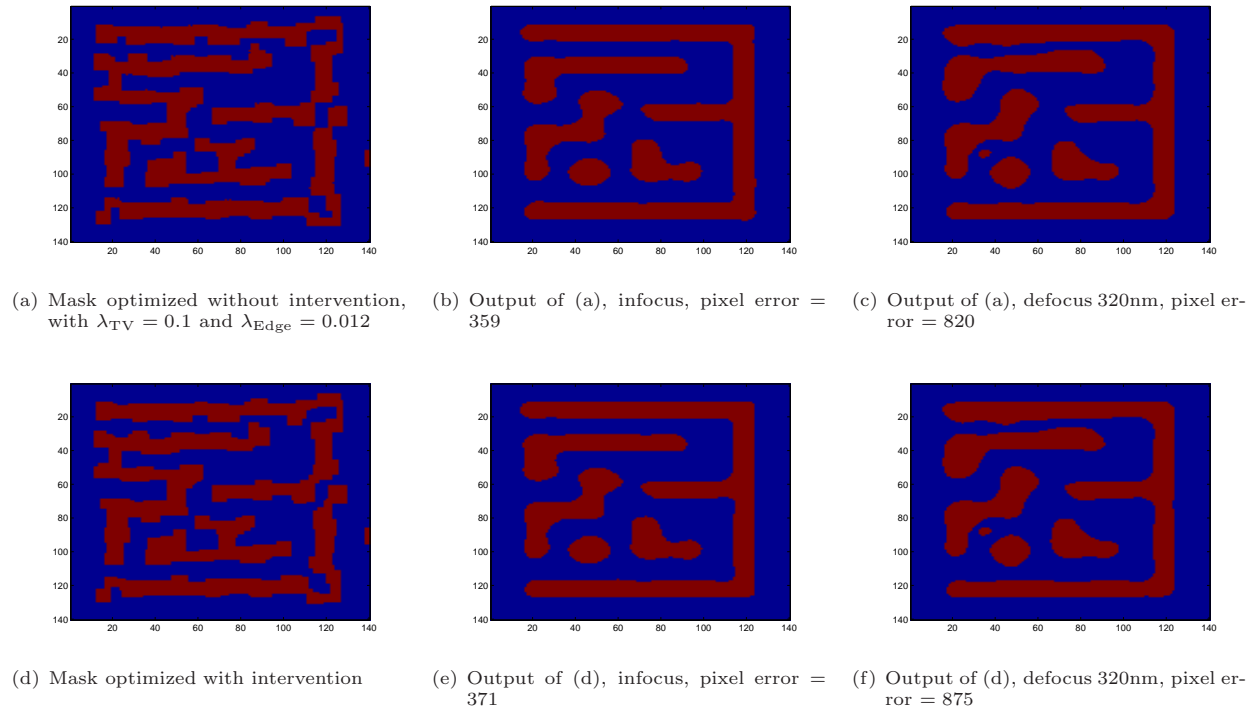 20
40
60
80
100
120
140
20 40 60 80 100 120 140
20
40
60
80
100
120
140
20 40 60 80 100 120 140
20
40
60
80
100
120
140
20 40 60 80 100 120 140
(a) Mask optimized without intervention,
with λTV = 0.1 and λEdge = 0.012
(b) Output of (a), infocus, pixel error =
359
(c) Output of (a), defocus 320nm, pixel er-
ror = 820
20
40
60
80
100
120
140
20 40 60 80 100 120 140
20
40
60
80
100
120
140
20 40 60 80 100 120 140
20
40
60
80
100
120
140
20 40 60 80 100 120 140
(d) Mask optimized with intervention
(e) Output of (d), infocus, pixel error =
371
(f) Output of (d), defocus 320nm, pixel er-
ror = 875